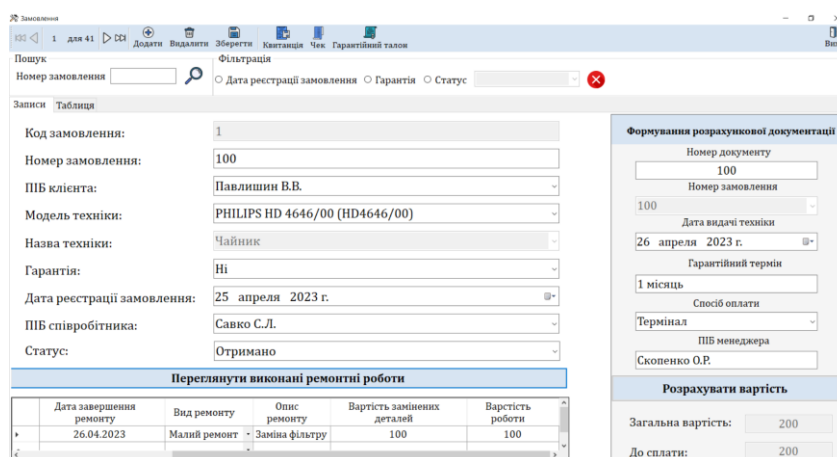 Замовлення
1 для 41 Додати Видалити Зберегти Квитанція Чек Гарантійний талон
Пошук
Номер замовлення
Фільтрація
Дата реєстрації замовлення Гарантія Статус
Записи Таблиця
Код замовлення: 1
Номер замовлення: 100
ПІБ клієнта: Павлишин В.В.
Модель техніки: PHILIPS HD 4646/00 (HD4646/00)
Назва техніки: Чайник
Гарантія: Ні
Дата реєстрації замовлення: 25 апреля 2023 г.
ПІБ співробітника: Савко С.Л.
Статус: Отримано
Переглянути виконані ремонтні роботи
Дата завершення ремонту Вид ремонту Опис ремонту Вартість замінених деталей Варстість роботи
26.04.2023 Малий ремонт Заміна фільтру 100 100
Формування розрахункової документації
Номер документу
100
Номер замовлення
100
Дата видачі техніки
26 апреля 2023 г.
Гарантійний термін
1 місяць
Спосіб оплати
Термінал
ПІБ менеджера
Скопенко О.Р.
Розрахувати вартість
Загальна вартість: 200
До сплати: 200